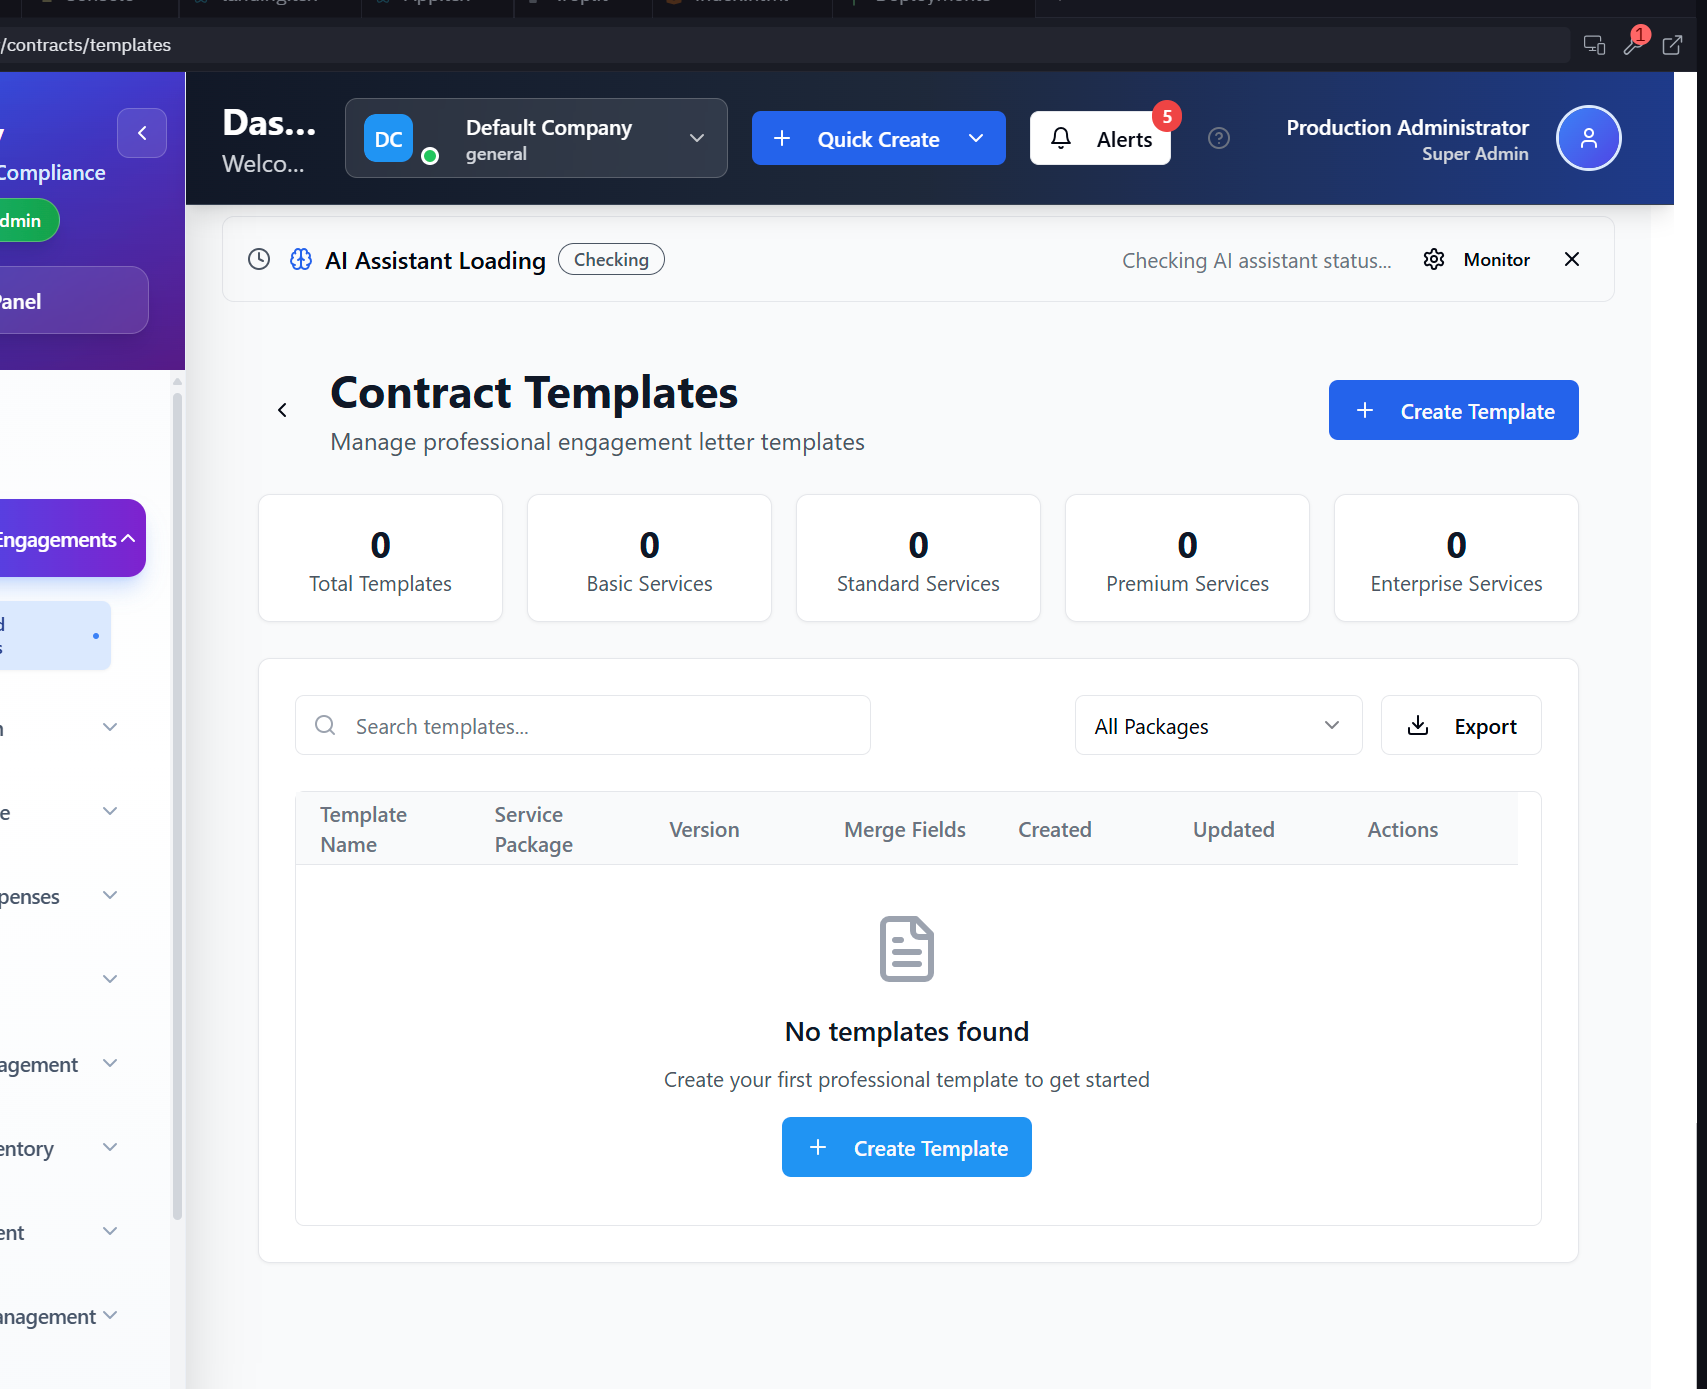 /contracts/templates
1
Compliance
dmin
Panel
Engagements
penses
agement
entory
ent
anagement
Das...
Welco...
DC
Default Company
general
Quick Create
Alerts
5
Production Administrator
Super Admin
AI Assistant Loading
Checking
Checking AI assistant status...
Monitor
Contract Templates
Manage professional engagement letter templates
Create Template
0
Total Templates
0
Basic Services
0
Standard Services
0
Premium Services
0
Enterprise Services
Search templates...
All Packages
Export
Template Name
Service Package
Version
Merge Fields
Created
Updated
Actions
No templates found
Create your first professional template to get started
Create Template